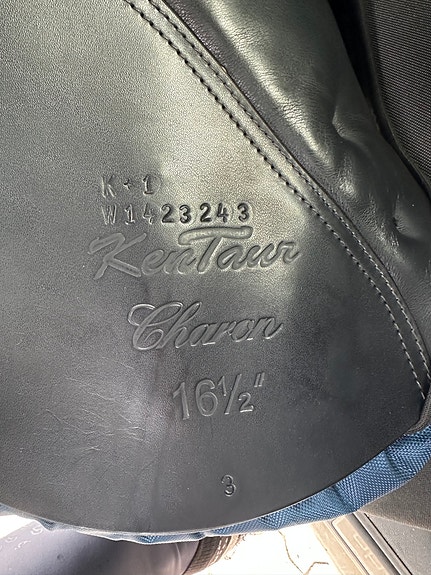 K+1
W1423243
KenTaur
Charon
16½"
3